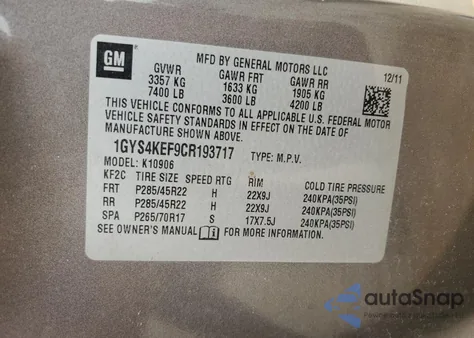 GM
MFD BY GENERAL MOTORS LLC
GVWR GAWR FRT GAWR RR 12/11
3357 KG 1633 KG 1905 KG
7400 LB 3600 LB 4200 LB
THIS VEHICLE CONFORMS TO ALL APPLICABLE U.S. FEDERAL MOTOR
VEHICLE SAFETY STANDARDS IN EFFECT ON THE DATE OF
MANUFACTURE SHOWN ABOVE.
1GYS4KEF9CR193717 TYPE: M.P.V.
MODEL: K10906
KF2C TIRE SIZE SPEED RTG RIM COLD TIRE PRESSURE
FRT P285/45R22 H 22X9J 240KPA(35PSI)
RR P285/45R22 H 22X9J 240KPA(35PSI)
SPA P265/70R17 S 17X7.5J 240KPA(35PSI)
SEE OWNER'S MANUAL FOR MORE INFORMATION
autoSnap